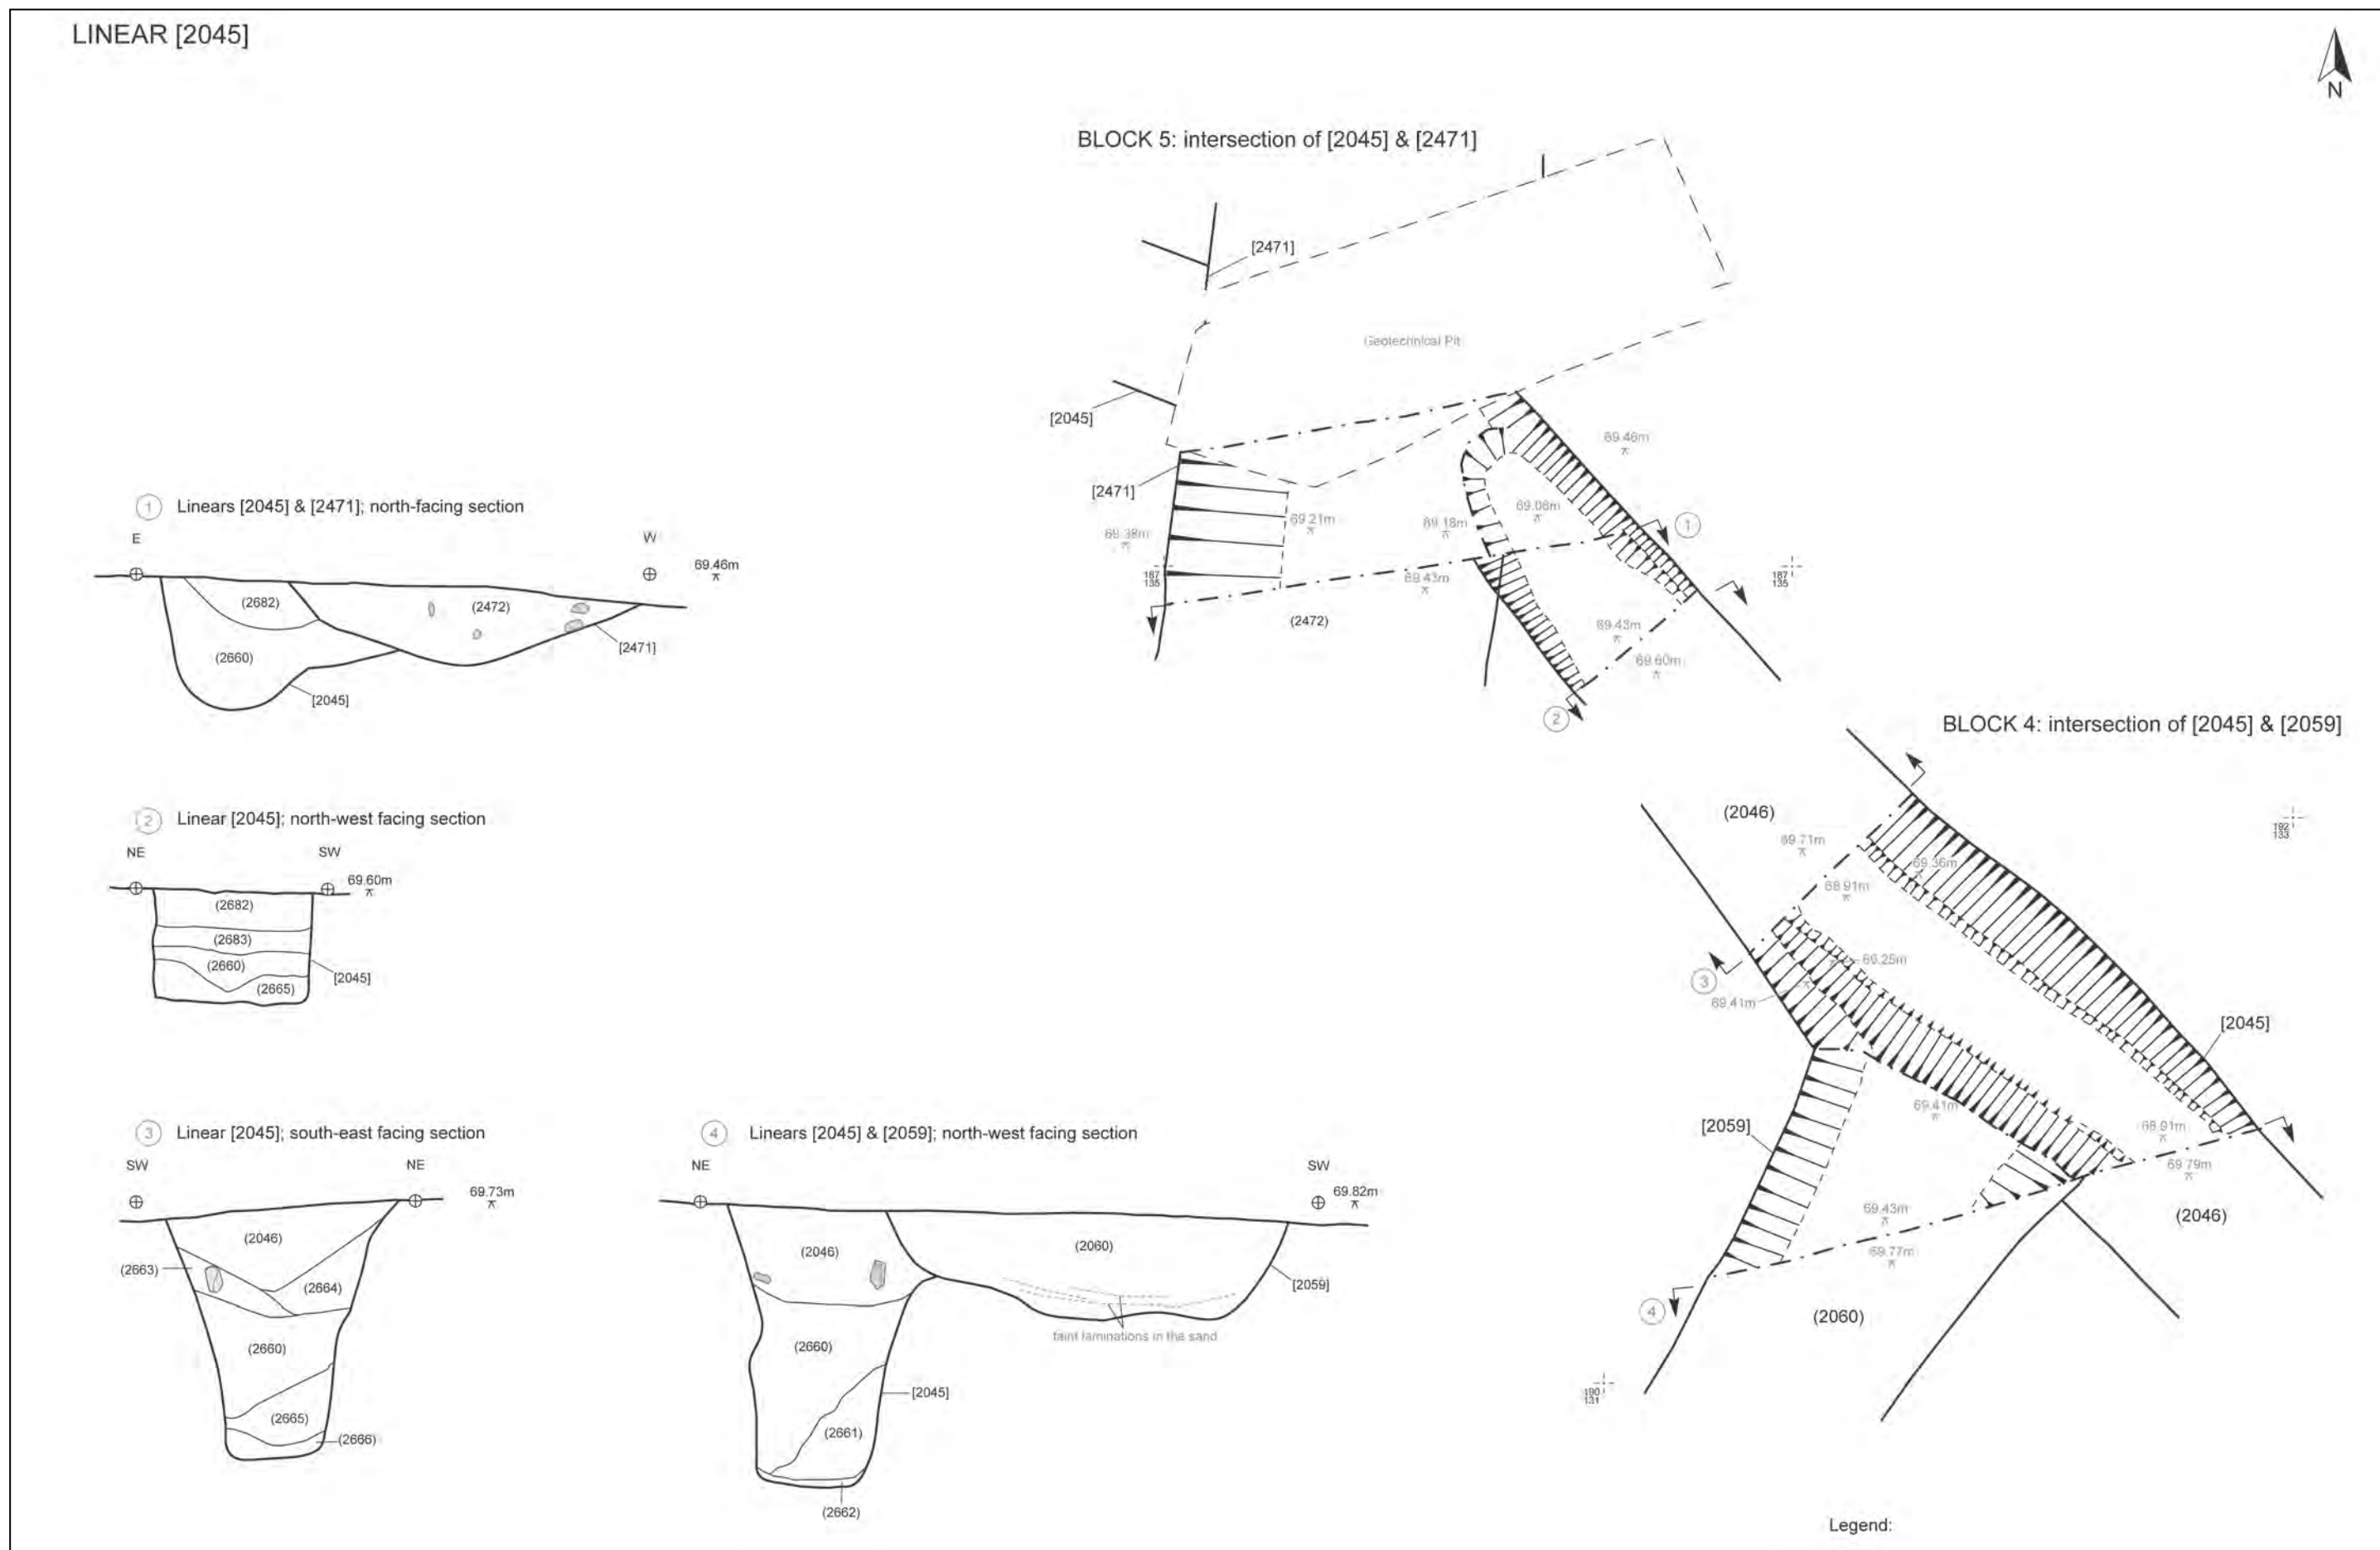 LINEAR [2045]
N
BLOCK 5: intersection of [2045] & [2471]
[2471]
Geotechnical Pit
[2045]
69.46m
[2471]
69.38m
69.21m
69.18m
69.08m
1
187
135
69.43m
187
135
(2472)
69.43m
69.60m
2
1 Linears [2045] & [2471]; north-facing section
E
W
69.46m
(2682)
(2472)
(2660)
[2471]
[2045]
2 Linear [2045]; north-west facing section
NE
SW
69.60m
(2682)
(2683)
(2660)
(2665)
[2045]
3 Linear [2045]; south-east facing section
SW
NE
69.73m
(2046)
(2663)
(2664)
(2660)
(2665)
(2666)
4 Linears [2045] & [2059]; north-west facing section
NE
SW
69.82m
(2046)
(2060)
[2059]
faint laminations in the sand
(2660)
[2045]
(2661)
(2662)
BLOCK 4: intersection of [2045] & [2059]
(2046)
69.71m
192
133
69.36m
68.91m
3
69.25m
69.41m
[2045]
[2059]
69.41m
68.91m
69.79m
69.43m
(2046)
69.77m
4
(2060)
190
131
Legend: